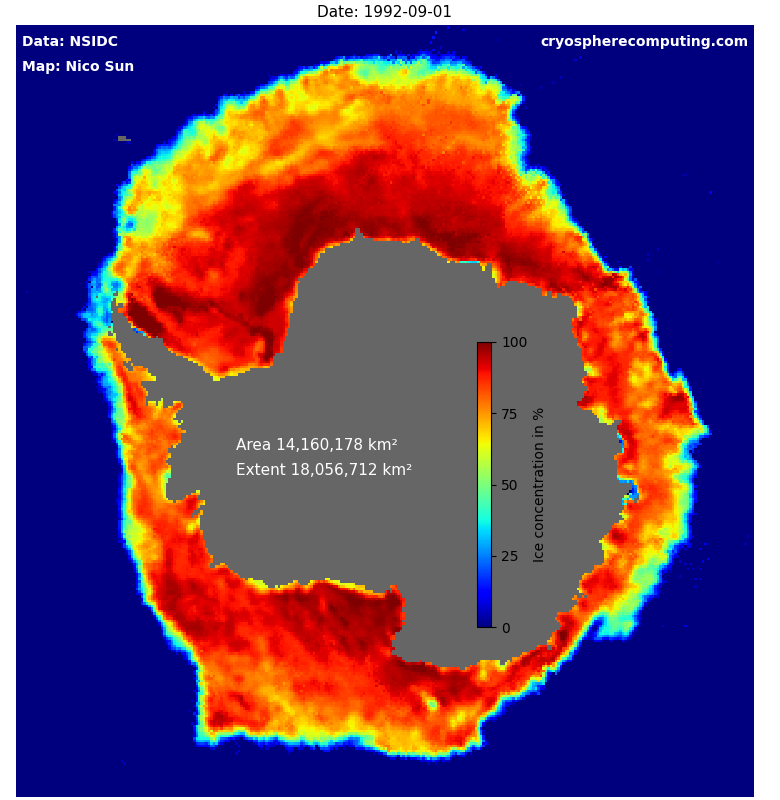 Date: 1992-09-01
Data: NSIDC
cryospherecomputing.com
Map: Nico Sun
100
75
50
25
0
Ice concentration in %
Area 14,160,178 km²
Extent 18,056,712 km²